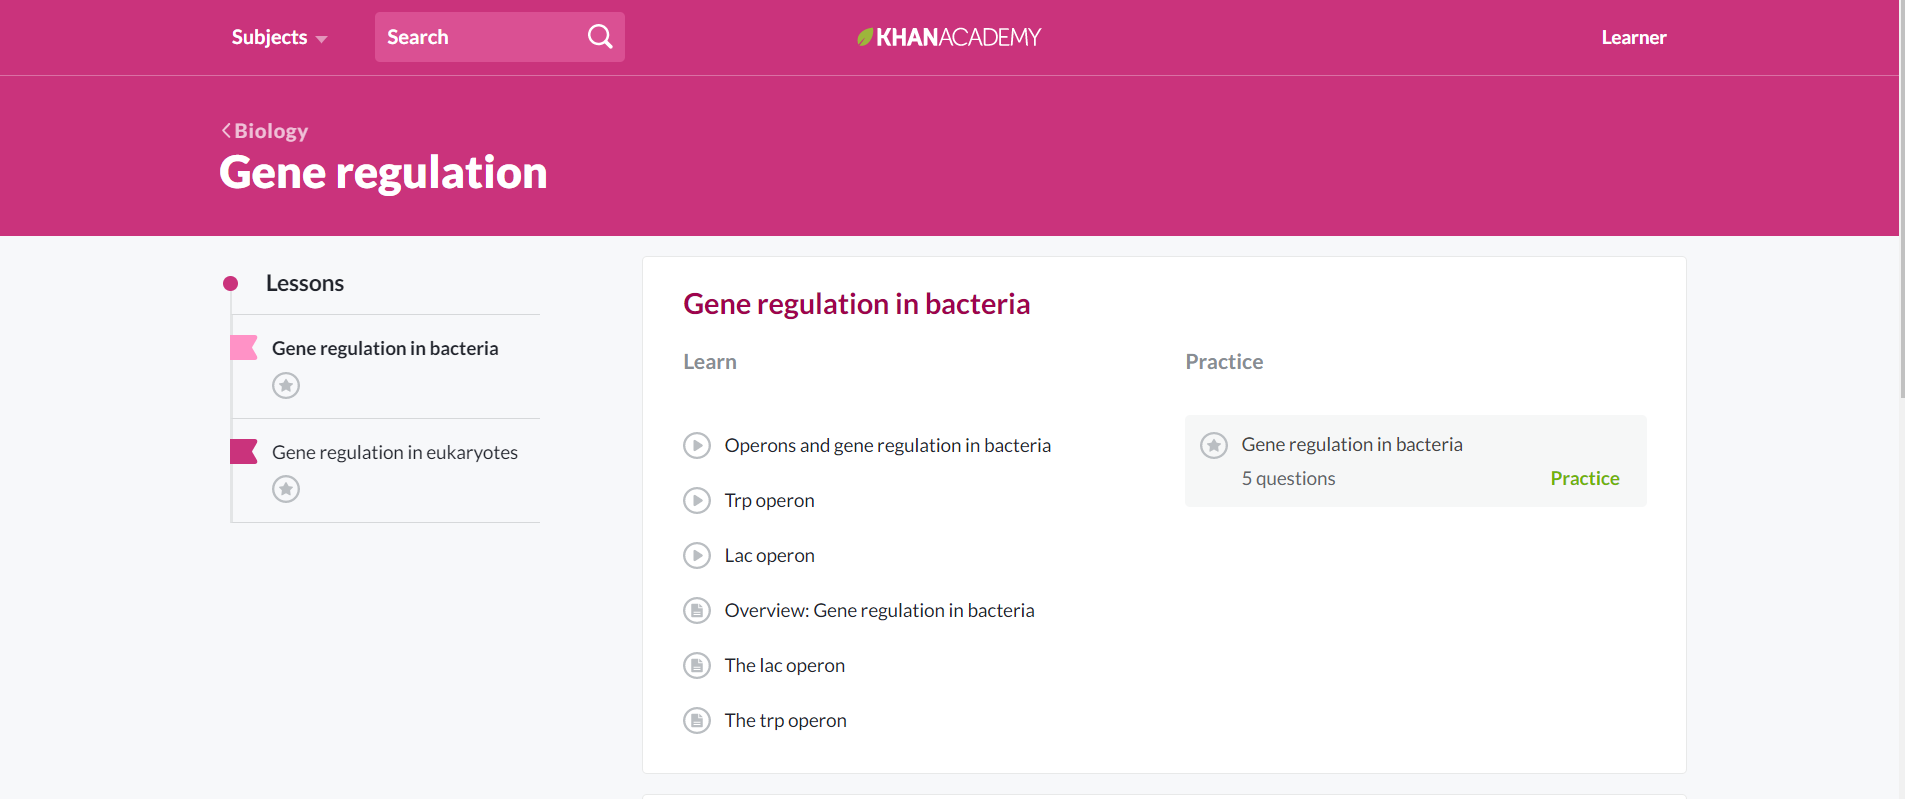 Subjects
Search
KHANACADEMY
Learner
Biology
Gene regulation
Lessons
Gene regulation in bacteria
Gene regulation in eukaryotes
Gene regulation in bacteria
Learn
Operons and gene regulation in bacteria
Trp operon
Lac operon
Overview: Gene regulation in bacteria
The lac operon
The trp operon
Practice
Gene regulation in bacteria
5 questions
Practice